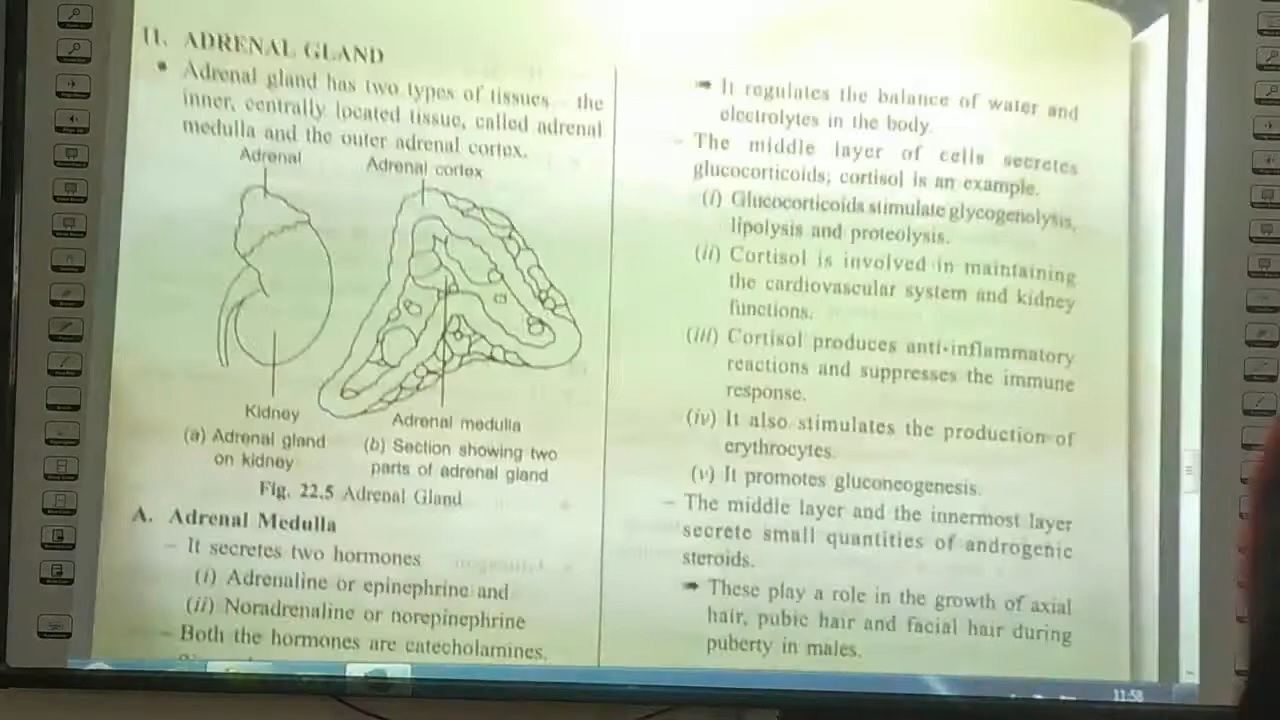 II. ADRENAL GLAND
• Adrenal gland has two types of tissues – the
inner, centrally located tissue, called adrenal
medulla and the outer adrenal cortex.
Adrenal
Adrenal cortex
Kidney
Adrenal medulla
(a) Adrenal gland
on kidney
(b) Section showing two
parts of adrenal gland
Fig. 22.5 Adrenal Gland
A. Adrenal Medulla
– It secretes two hormones
(i) Adrenaline or epinephrine and
(ii) Noradrenaline or norepinephrine
– Both the hormones are catecholamines.
➡ It regulates the balance of water and
electrolytes in the body.
– The middle layer of cells secretes
glucocorticoids; cortisol is an example.
(i) Glucocorticoids stimulate glycogenolysis,
lipolysis and proteolysis.
(ii) Cortisol is involved in maintaining
the cardiovascular system and kidney
functions.
(iii) Cortisol produces anti-inflammatory
reactions and suppresses the immune
response.
(iv) It also stimulates the production of
erythrocytes.
(v) It promotes gluconeogenesis.
– The middle layer and the innermost layer
secrete small quantities of androgenic
steroids.
➡ These play a role in the growth of axial
hair, pubic hair and facial hair during
puberty in males.
11:58